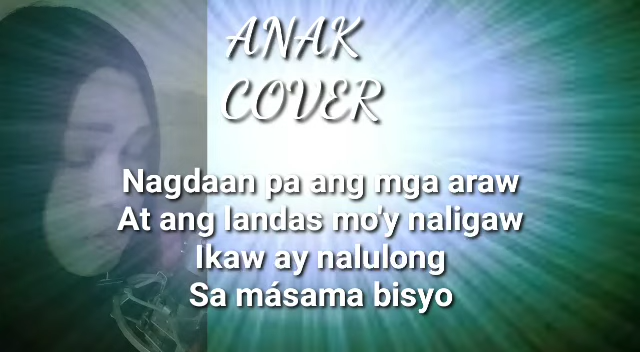 ANAK
COVER
Nagdaan pa ang mga araw
At ang landas mo'y naligaw
Ikaw ay nalulong
Sa másama bisyo